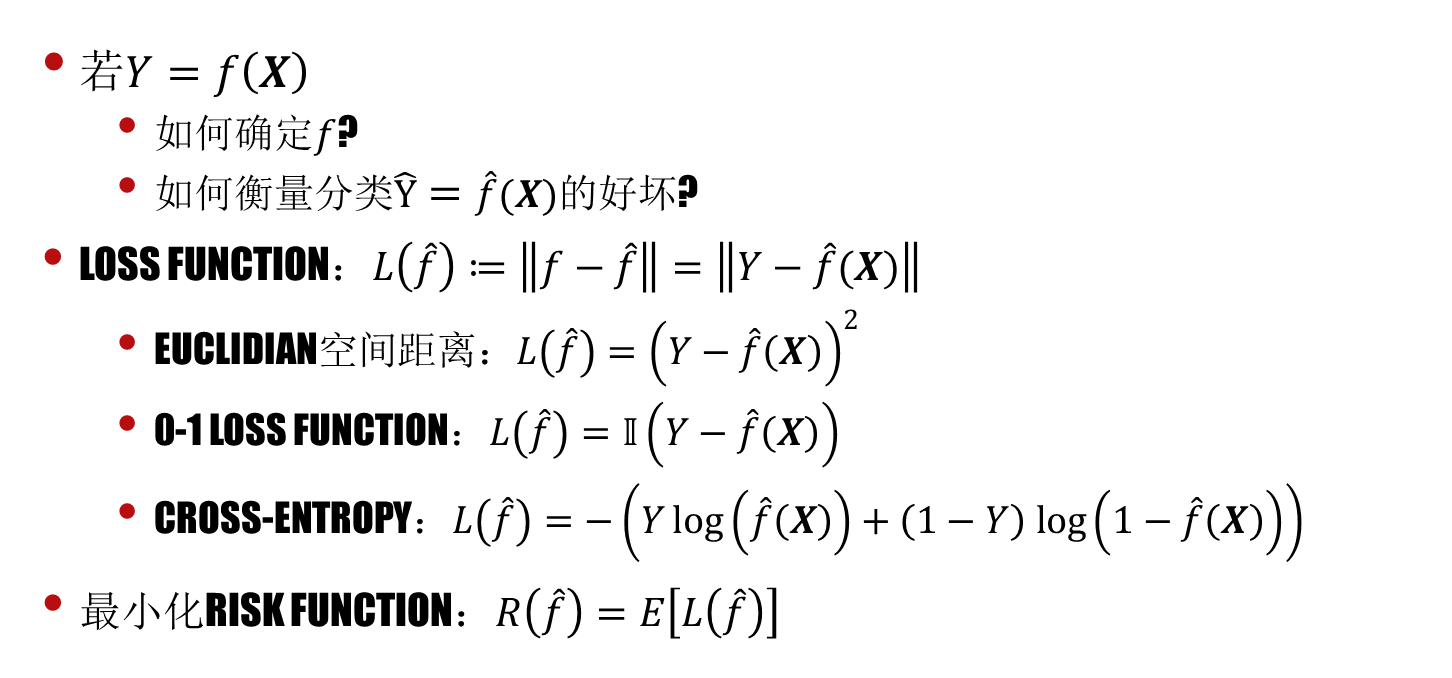 • 若Y = f(X)
• 如何确定f?
• 如何衡量分类Ŷ = f̂(X)的好坏?
• LOSS FUNCTION：L(f̂) ≔ ‖f − f̂‖ = ‖Y − f̂(X)‖
• EUCLIDIAN空间距离：L(f̂) = (Y − f̂(X))²
• 0-1 LOSS FUNCTION：L(f̂) = 𝕀(Y − f̂(X))
• CROSS-ENTROPY：L(f̂) = −(Y log(f̂(X)) + (1 − Y) log(1 − f̂(X)))
• 最小化RISK FUNCTION：R(f̂) = E[L(f̂)]